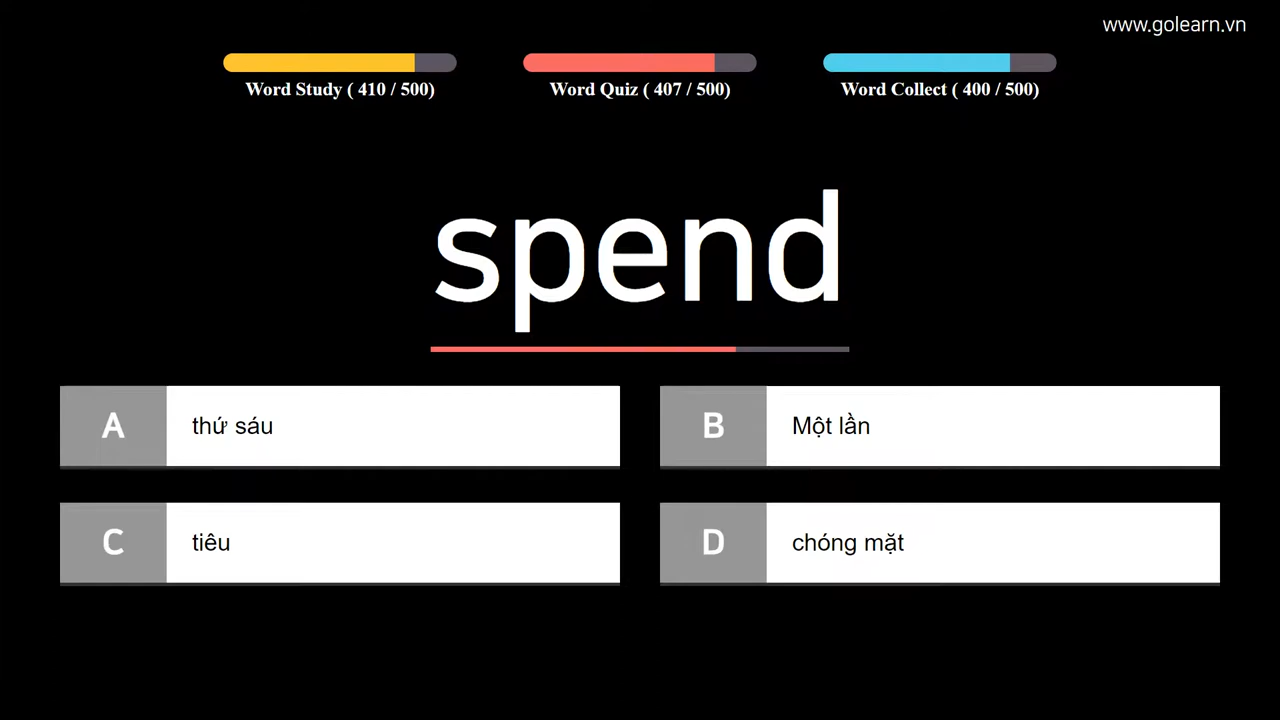 www.golearn.vn
Word Study ( 410 / 500)
Word Quiz ( 407 / 500)
Word Collect ( 400 / 500)
spend
A thứ sáu
B Một lần
C tiêu
D chóng mặt